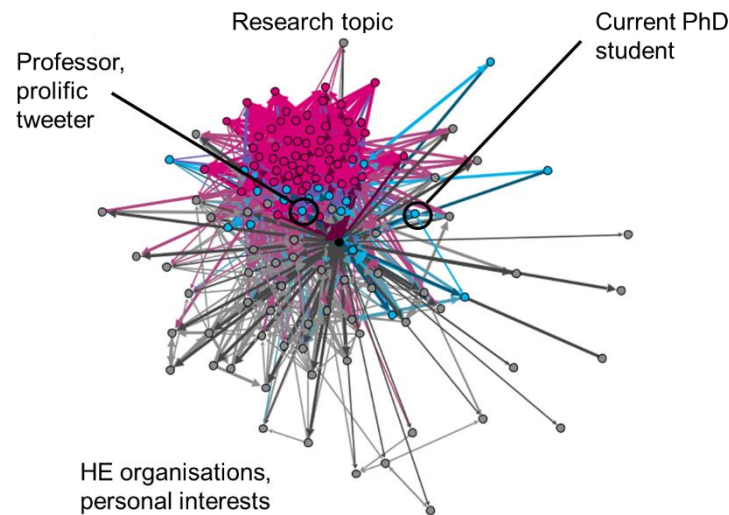 Research topic
Current PhD
student
Professor,
prolific
tweeter
HE organisations,
personal interests